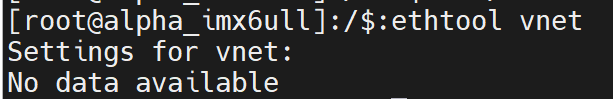 [root@alpha_imx6ull]:/$:ethtool vnet
Settings for vnet:
No data available